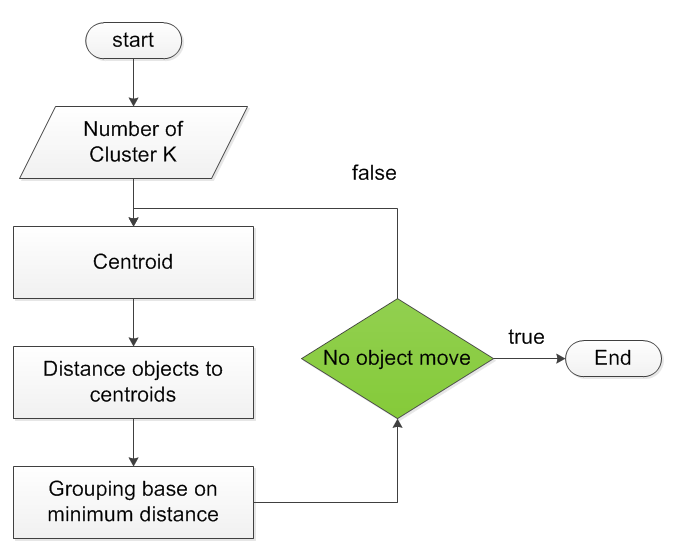 start
Number of
Cluster K
false
Centroid
true
No object move
End
Distance objects to
centroids
Grouping base on
minimum distance